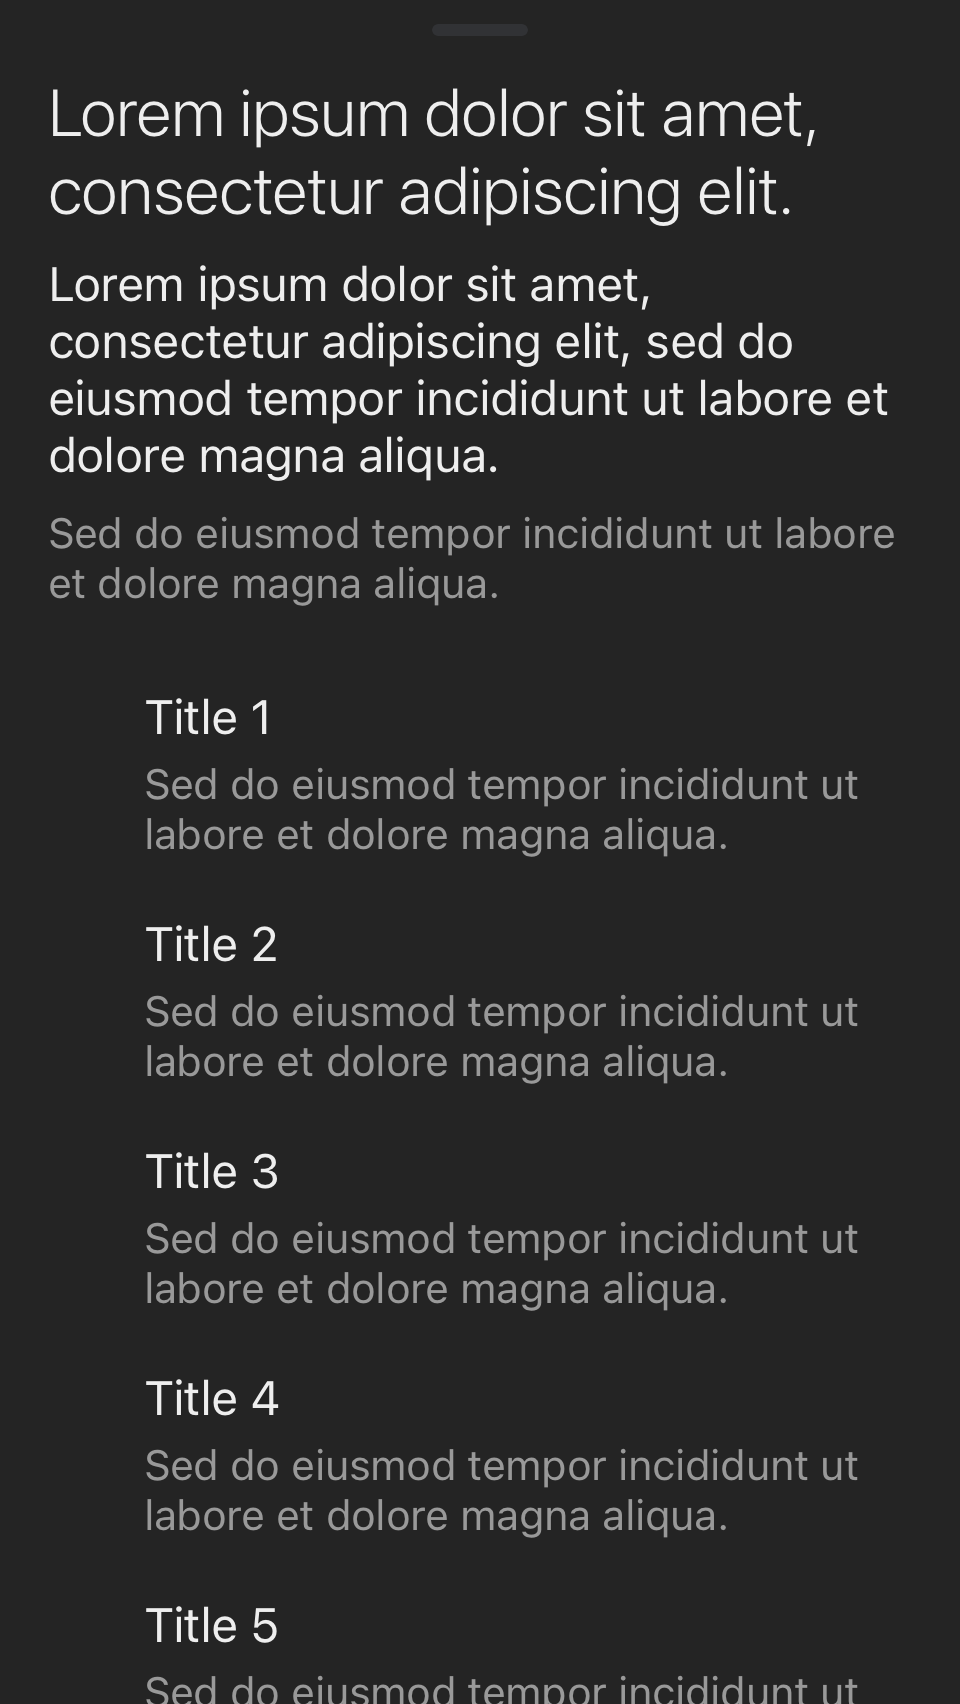 Lorem ipsum dolor sit amet,
consectetur adipiscing elit.
Lorem ipsum dolor sit amet,
consectetur adipiscing elit, sed do
eiusmod tempor incididunt ut labore et
dolore magna aliqua.
Sed do eiusmod tempor incididunt ut labore
et dolore magna aliqua.
Title 1
Sed do eiusmod tempor incididunt ut
labore et dolore magna aliqua.
Title 2
Sed do eiusmod tempor incididunt ut
labore et dolore magna aliqua.
Title 3
Sed do eiusmod tempor incididunt ut
labore et dolore magna aliqua.
Title 4
Sed do eiusmod tempor incididunt ut
labore et dolore magna aliqua.
Title 5
Sed do eiusmod tempor incididunt ut